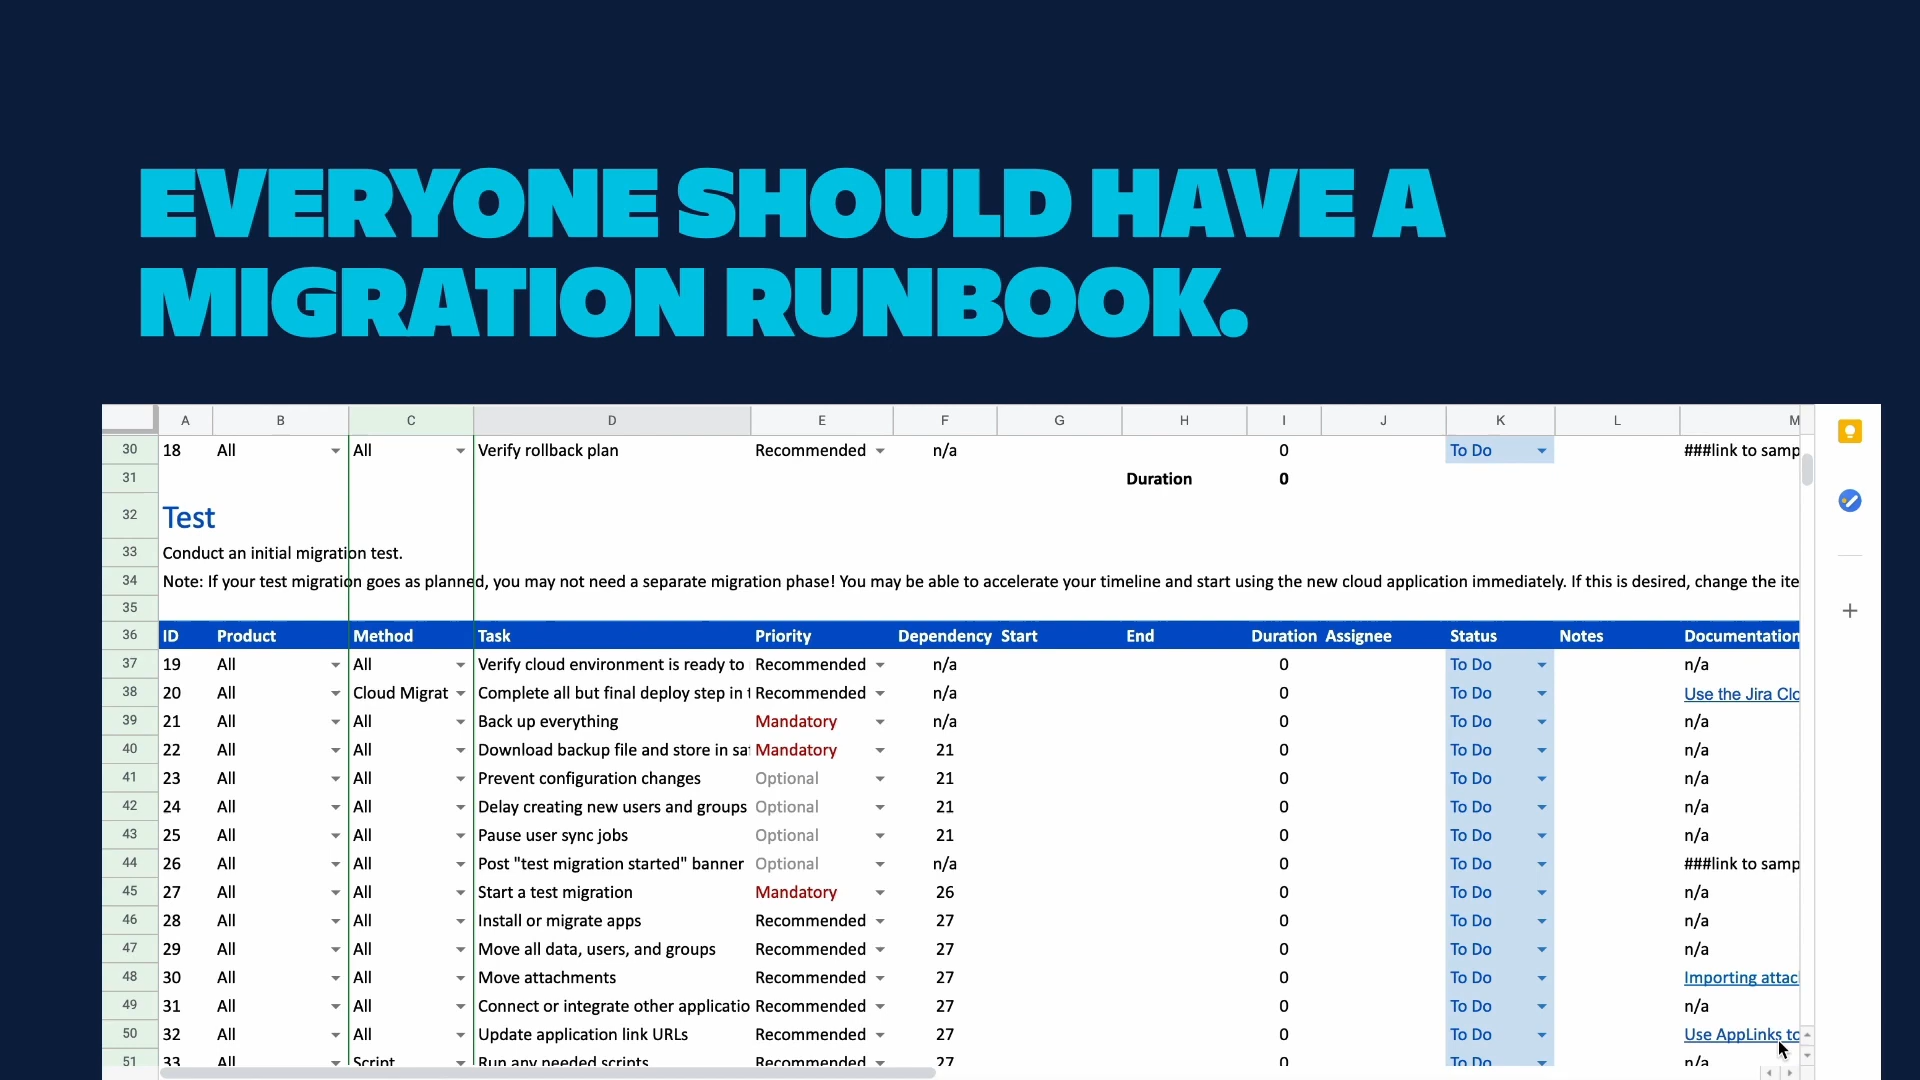 EVERYONE SHOULD HAVE A
MIGRATION RUNBOOK.
A B C D E F G H I J K L M
30 18 All All Verify rollback plan Recommended n/a 0 To Do ###link to samp
31 Duration 0
32 Test
33 Conduct an initial migration test.
34 Note: If your test migration goes as planned, you may not need a separate migration phase! You may be able to accelerate your timeline and start using the new cloud application immediately. If this is desired, change the ite
35
36 ID Product Method Task Priority Dependency Start End Duration Assignee Status Notes Documentation
37 19 All All Verify cloud environment is ready to Recommended n/a 0 To Do n/a
38 20 All Cloud Migrat Complete all but final deploy step in t Recommended n/a 0 To Do Use the Jira Clo
39 21 All All Back up everything Mandatory n/a 0 To Do n/a
40 22 All All Download backup file and store in sa Mandatory 21 0 To Do n/a
41 23 All All Prevent configuration changes Optional 21 0 To Do n/a
42 24 All All Delay creating new users and groups Optional 21 0 To Do n/a
43 25 All All Pause user sync jobs Optional 21 0 To Do n/a
44 26 All All Post "test migration started" banner Optional n/a 0 To Do ###link to samp
45 27 All All Start a test migration Mandatory 26 0 To Do n/a
46 28 All All Install or migrate apps Recommended 27 0 To Do n/a
47 29 All All Move all data, users, and groups Recommended 27 0 To Do n/a
48 30 All All Move attachments Recommended 27 0 To Do Importing attac
49 31 All All Connect or integrate other applicatio Recommended 27 0 To Do n/a
50 32 All All Update application link URLs Recommended 27 0 To Do Use AppLinks to
51 33 All Script Run any needed scripts Recommended 27 0 To Do n/a